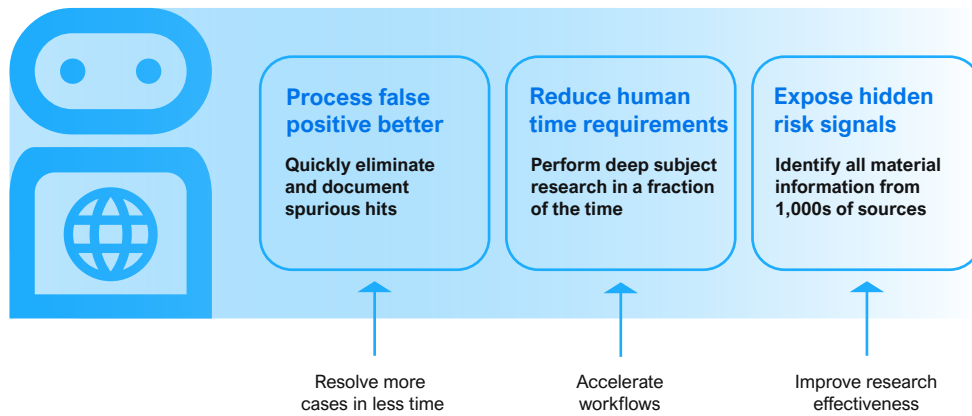 Process false
positive better
Quickly eliminate
and document
spurious hits
Reduce human
time requirements
Perform deep subject
research in a fraction
of the time
Expose hidden
risk signals
Identify all material
information from
1,000s of sources
Resolve more
cases in less time
Accelerate
workflows
Improve research
effectiveness